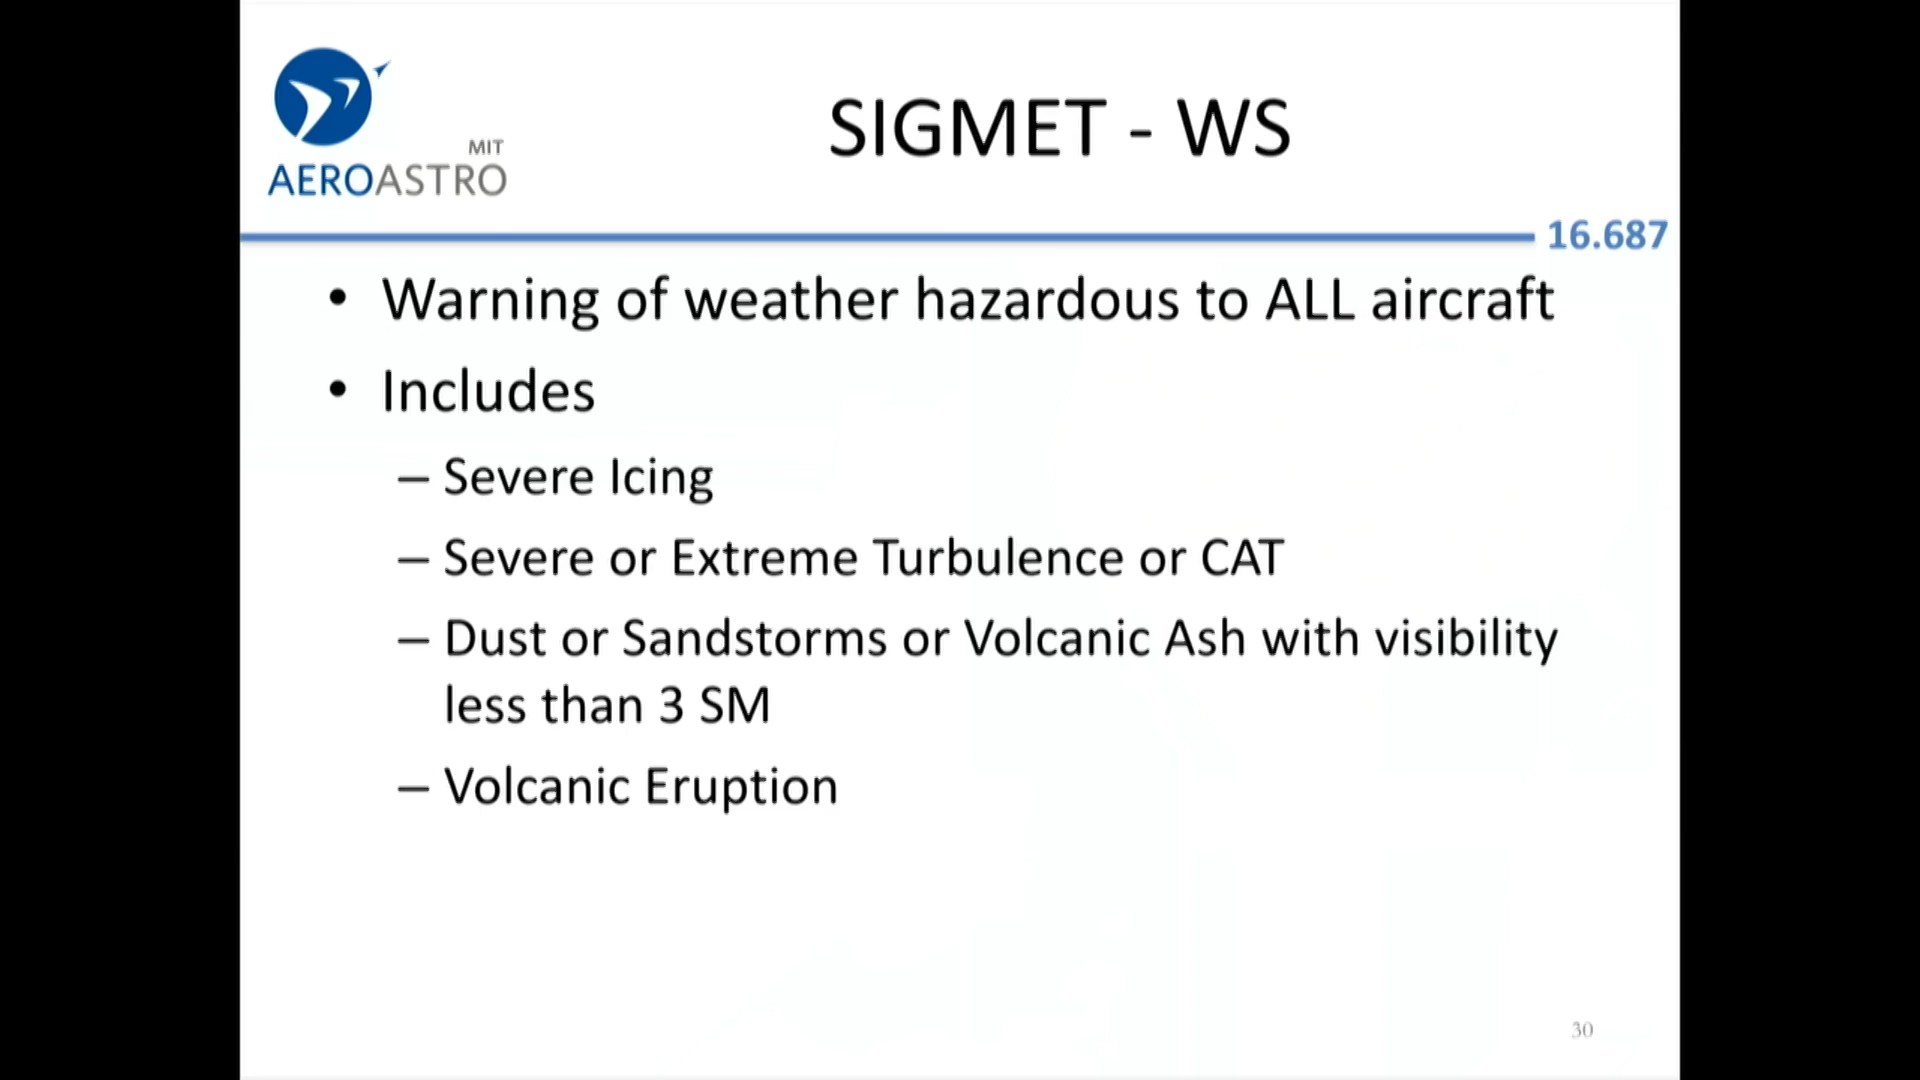 MIT
AEROASTRO
SIGMET - WS
16.687
• Warning of weather hazardous to ALL aircraft
• Includes
– Severe Icing
– Severe or Extreme Turbulence or CAT
– Dust or Sandstorms or Volcanic Ash with visibility
less than 3 SM
– Volcanic Eruption
30